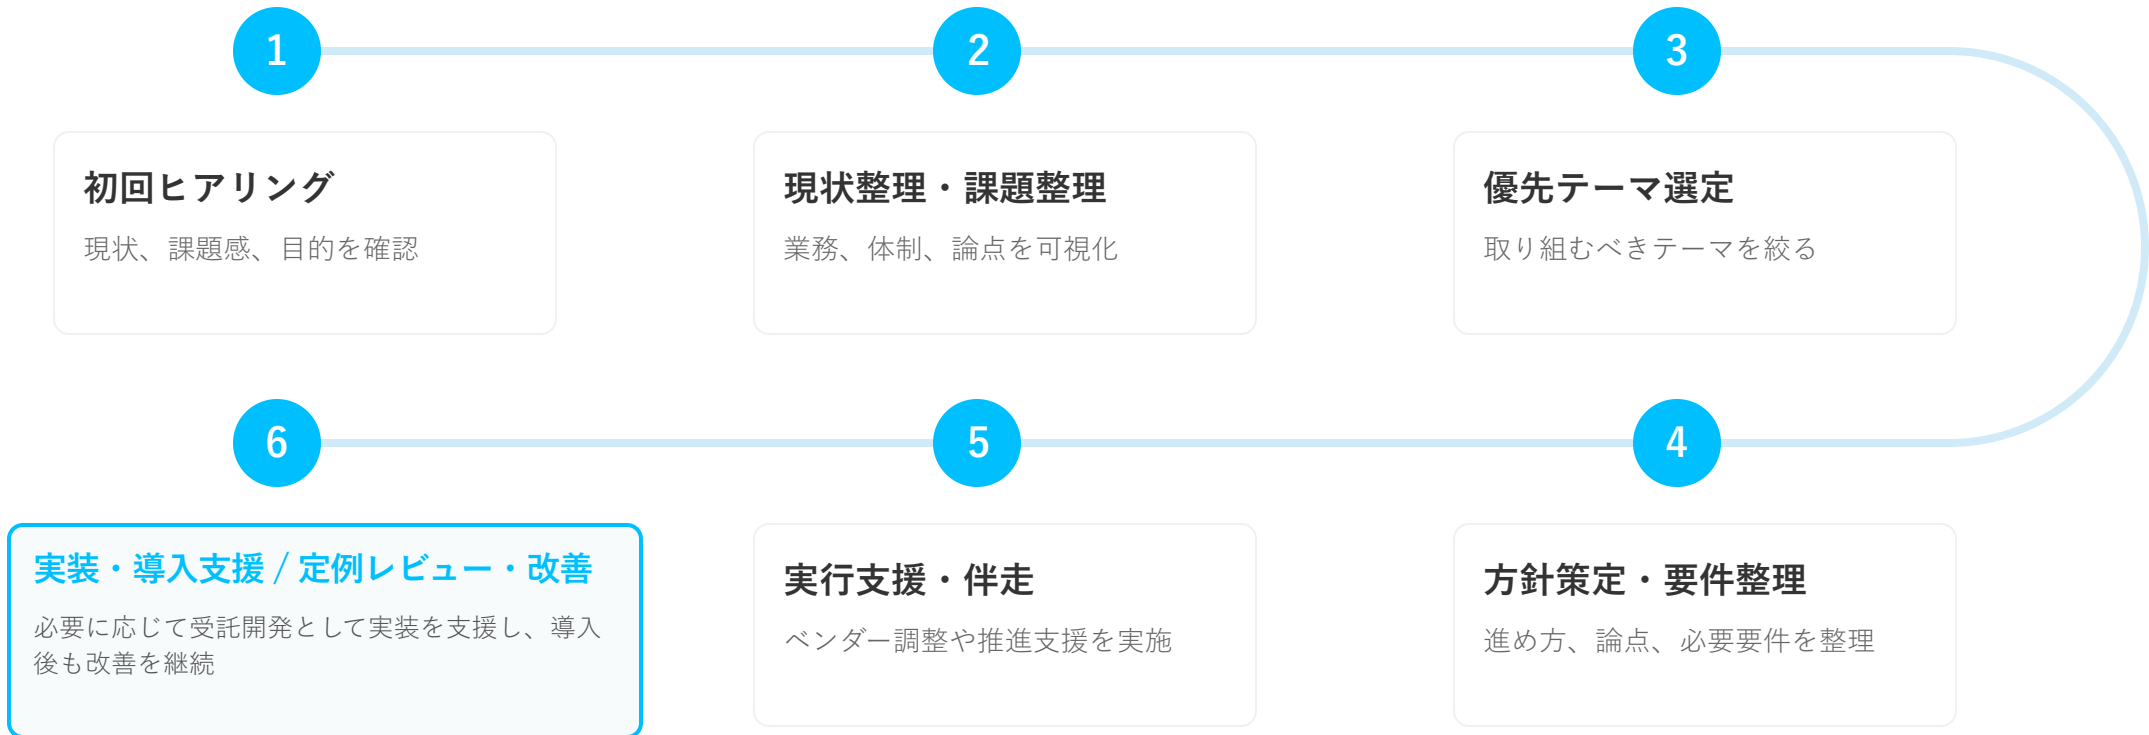 1
初回ヒアリング
現状、課題感、目的を確認
2
現状整理・課題整理
業務、体制、論点を可視化
3
優先テーマ選定
取り組むべきテーマを絞る
4
方針策定・要件整理
進め方、論点、必要要件を整理
5
実行支援・伴走
ベンダー調整や推進支援を実施
6
実装・導入支援 / 定例レビュー・改善
必要に応じて受託開発として実装を支援し、導入
後も改善を継続